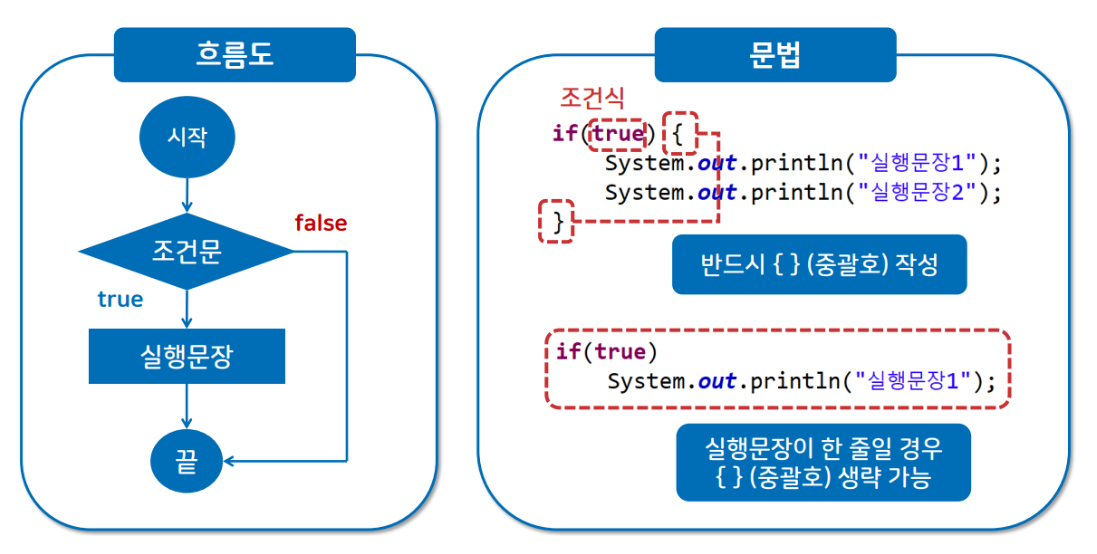 흐름도
시작
false
조건문
true
실행문장
끝
문법
조건식
if(true) {
System.out.println("실행문장1");
System.out.println("실행문장2");
}
반드시 { } (중괄호) 작성
if(true)
System.out.println("실행문장1");
실행문장이 한 줄일 경우
{ } (중괄호) 생략 가능